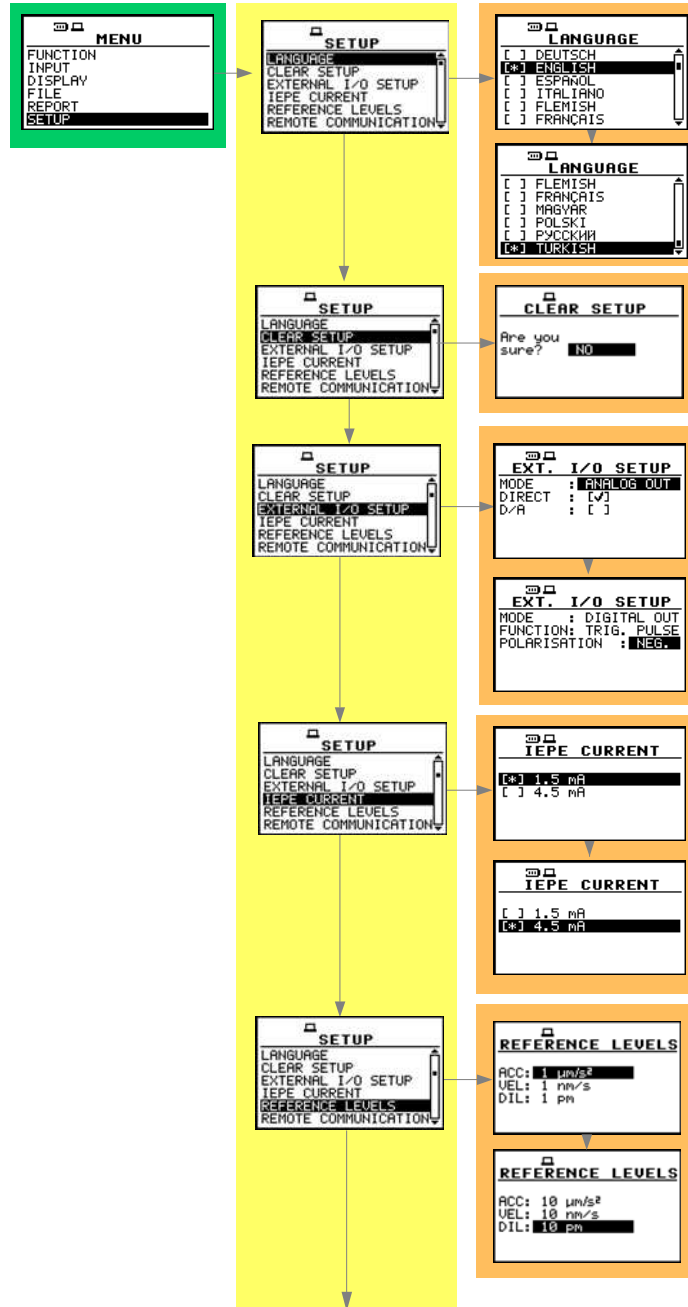 MENU
FUNCTION
INPUT
DISPLAY
FILE
REPORT
SETUP
SETUP
LANGUAGE
CLEAR SETUP
EXTERNAL I/O SETUP
IEPE CURRENT
REFERENCE LEVELS
REMOTE COMMUNICATION
LANGUAGE
[ ] DEUTSCH
[*] ENGLISH
[ ] ESPAÑOL
[ ] ITALIANO
[ ] FLEMISH
[ ] FRANÇAIS
LANGUAGE
[ ] FLEMISH
[ ] FRANÇAIS
[ ] MAGYAR
[ ] POLSKI
[ ] РУССКИЙ
[*] TURKISH
SETUP
LANGUAGE
CLEAR SETUP
EXTERNAL I/O SETUP
IEPE CURRENT
REFERENCE LEVELS
REMOTE COMMUNICATION
CLEAR SETUP
Are you
sure? NO
SETUP
LANGUAGE
CLEAR SETUP
EXTERNAL I/O SETUP
IEPE CURRENT
REFERENCE LEVELS
REMOTE COMMUNICATION
EXT. I/O SETUP
MODE : ANALOG OUT
DIRECT : [√]
D/A : [ ]
EXT. I/O SETUP
MODE : DIGITAL OUT
FUNCTION: TRIG. PULSE
POLARISATION : NEG.
SETUP
LANGUAGE
CLEAR SETUP
EXTERNAL I/O SETUP
IEPE CURRENT
REFERENCE LEVELS
REMOTE COMMUNICATION
IEPE CURRENT
[*] 1.5 mA
[ ] 4.5 mA
IEPE CURRENT
[ ] 1.5 mA
[*] 4.5 mA
SETUP
LANGUAGE
CLEAR SETUP
EXTERNAL I/O SETUP
IEPE CURRENT
REFERENCE LEVELS
REMOTE COMMUNICATION
REFERENCE LEVELS
ACC: 1 µm/s²
VEL: 1 nm/s
DIL: 1 pm
REFERENCE LEVELS
ACC: 10 µm/s²
VEL: 10 nm/s
DIL: 10 pm